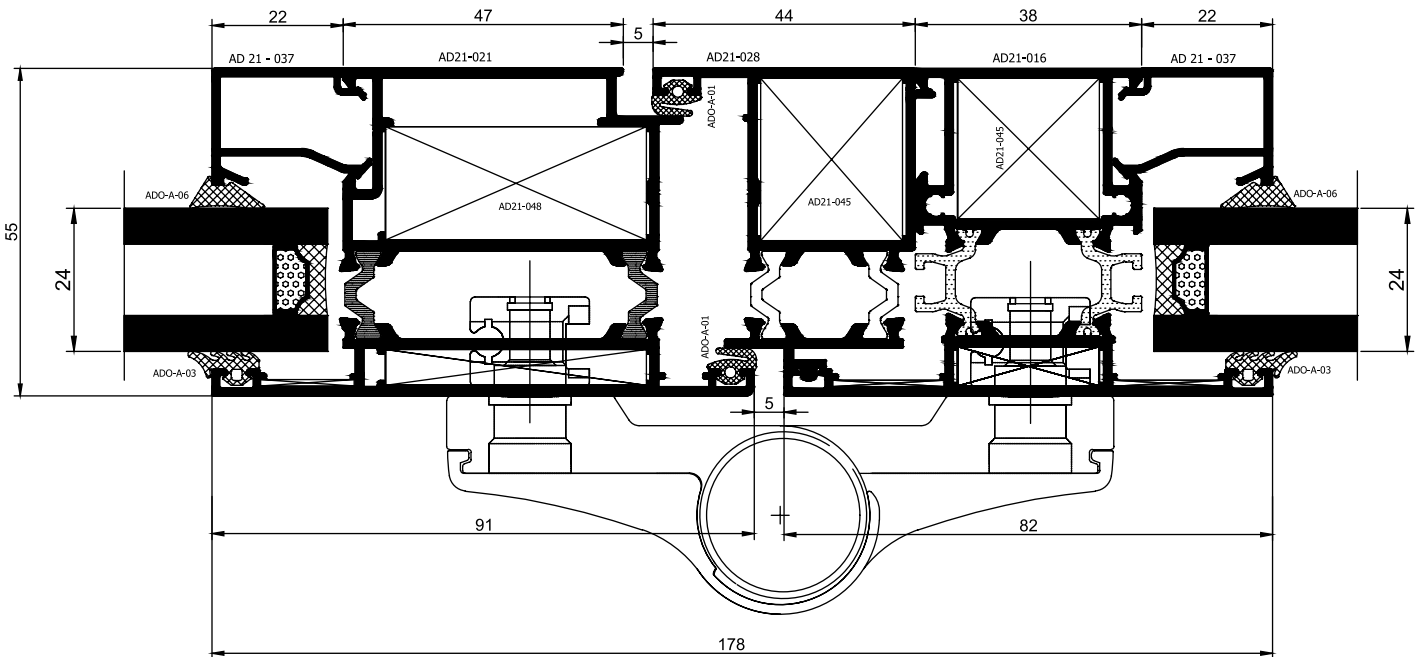 22
47
5
44
38
22
AD 21 - 037
AD21-021
AD21-028
AD21-016
AD 21 - 037
ADO-A-01
AD21-045
AD21-048
AD21-045
ADO-A-06
ADO-A-06
55
24
24
ADO-A-01
ADO-A-03
ADO-A-03
5
91
82
178